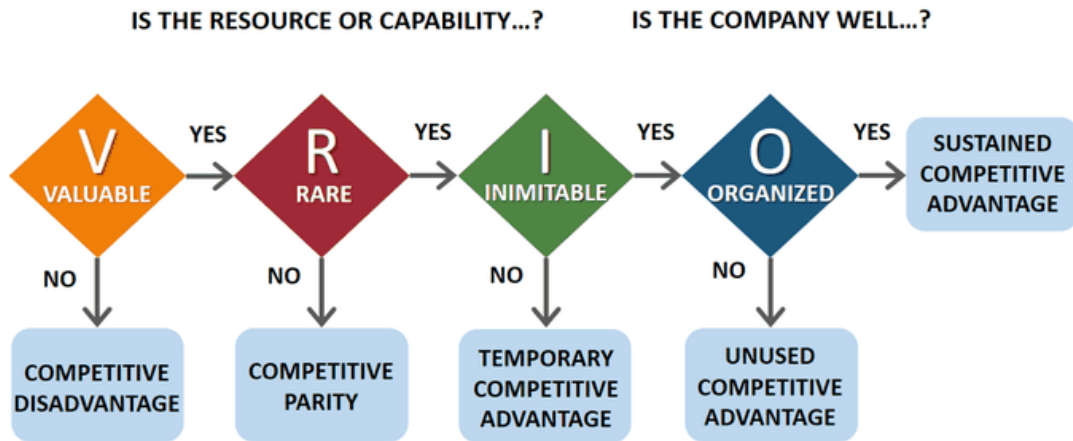 IS THE RESOURCE OR CAPABILITY...?
IS THE COMPANY WELL...?
V
VALUABLE
YES
R
RARE
YES
I
INIMITABLE
YES
O
ORGANIZED
YES
SUSTAINED
COMPETITIVE
ADVANTAGE
NO
NO
NO
NO
COMPETITIVE
DISADVANTAGE
COMPETITIVE
PARITY
TEMPORARY
COMPETITIVE
ADVANTAGE
UNUSED
COMPETITIVE
ADVANTAGE